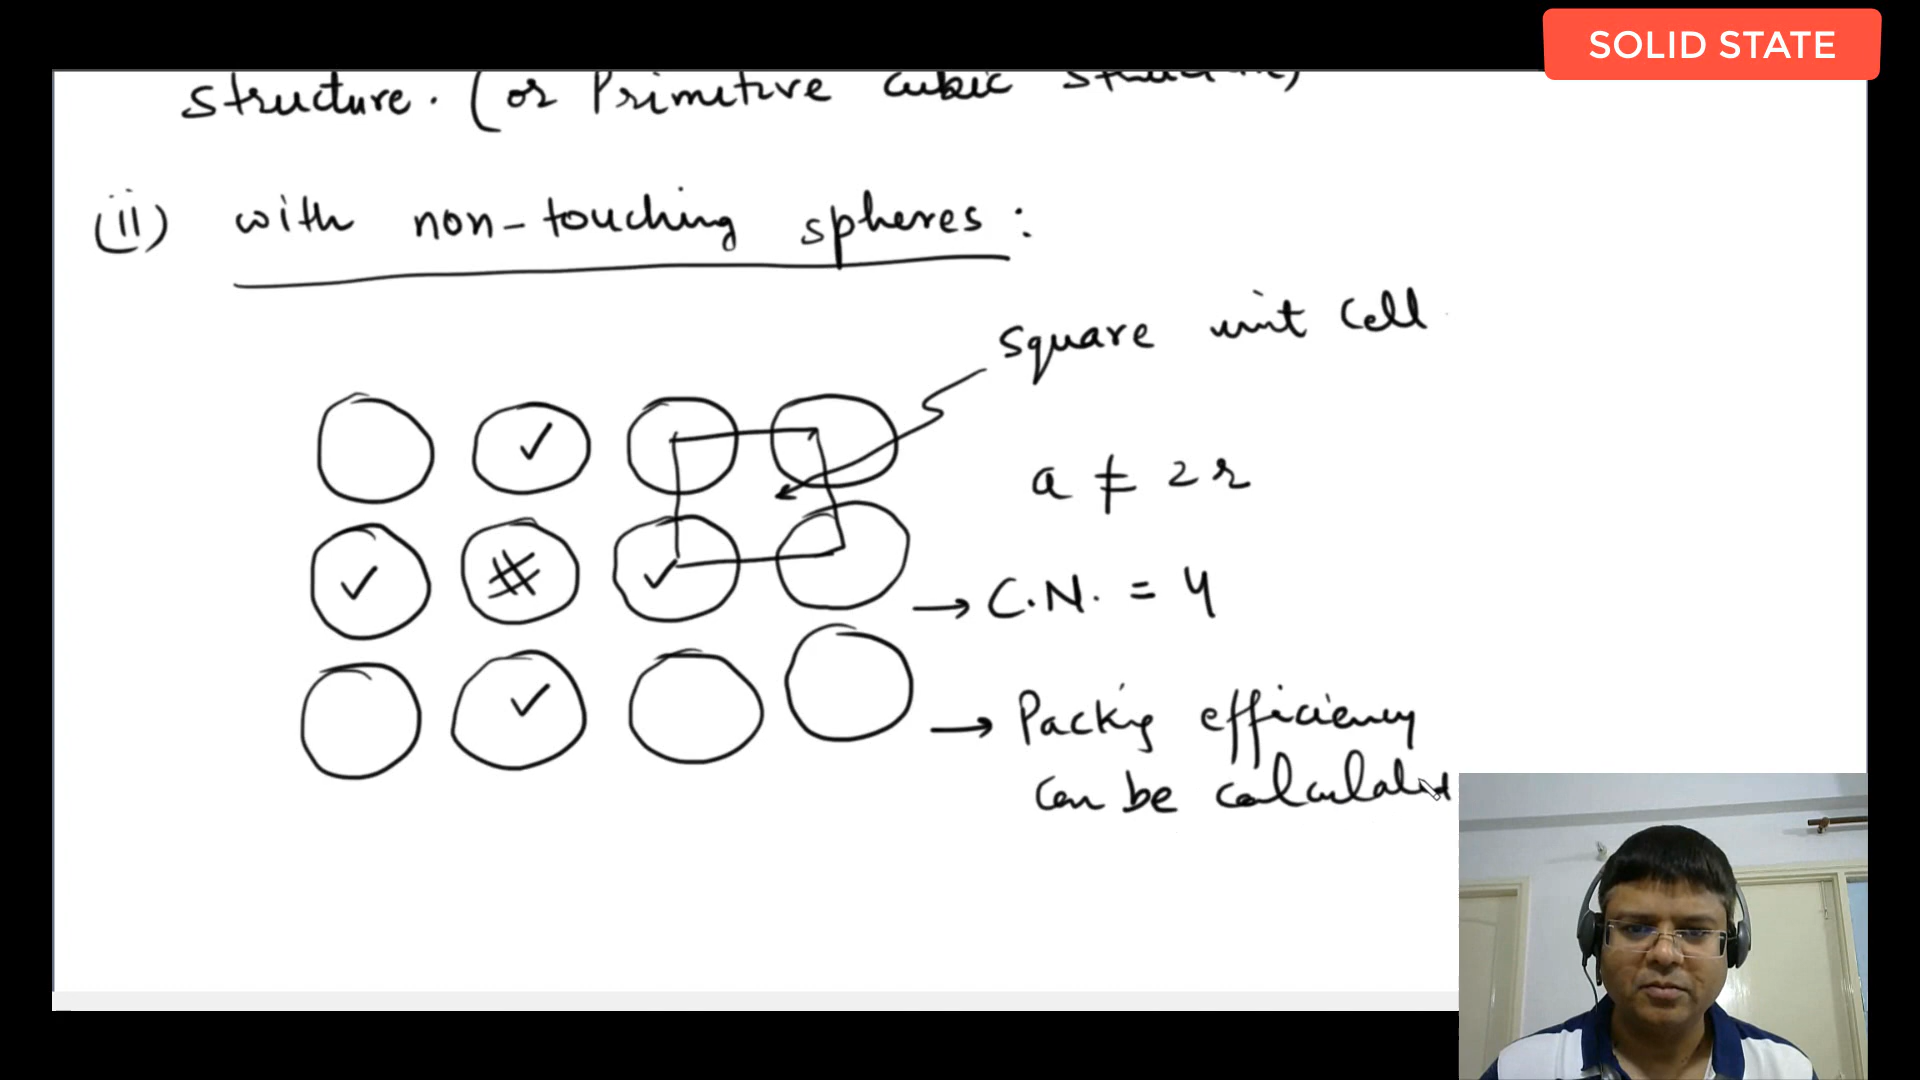 SOLID STATE
structure. (or Primitive cubic structure)
(ii) with non-touching spheres:
square unit cell
a ≠ 2r
→ C.N. = 4
→ Packing efficiency
can be calculated